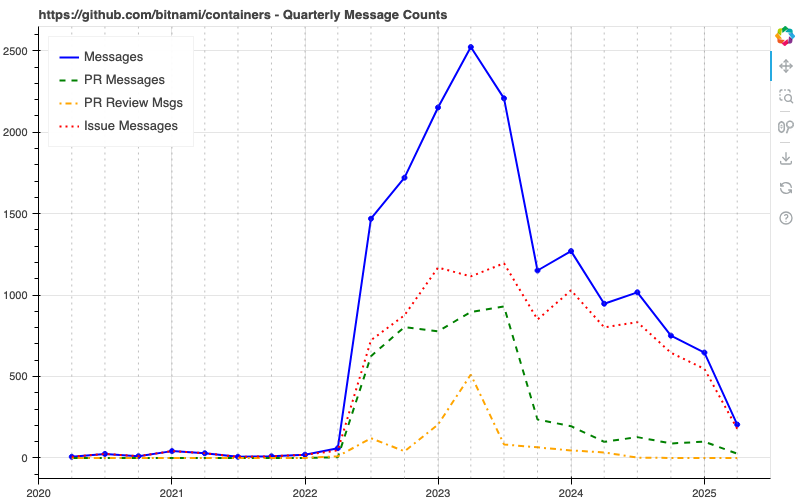 https://github.com/bitnami/containers - Quarterly Message Counts
Messages
PR Messages
PR Review Msgs
Issue Messages
2500
2000
1500
1000
500
0
2020
2021
2022
2023
2024
2025